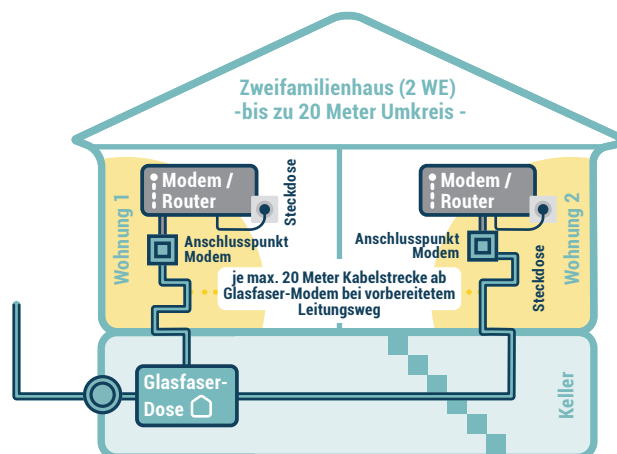 Zweifamilienhaus (2 WE)
-bis zu 20 Meter Umkreis -
Wohnung 1
Modem /
Router
Steckdose
Anschlusspunkt
Modem
Modem /
Router
Anschlusspunkt
Modem
Steckdose
Wohnung 2
je max. 20 Meter Kabelstrecke ab
Glasfaser-Modem bei vorbereitetem
Leitungsweg
Glasfaser-
Dose
Keller